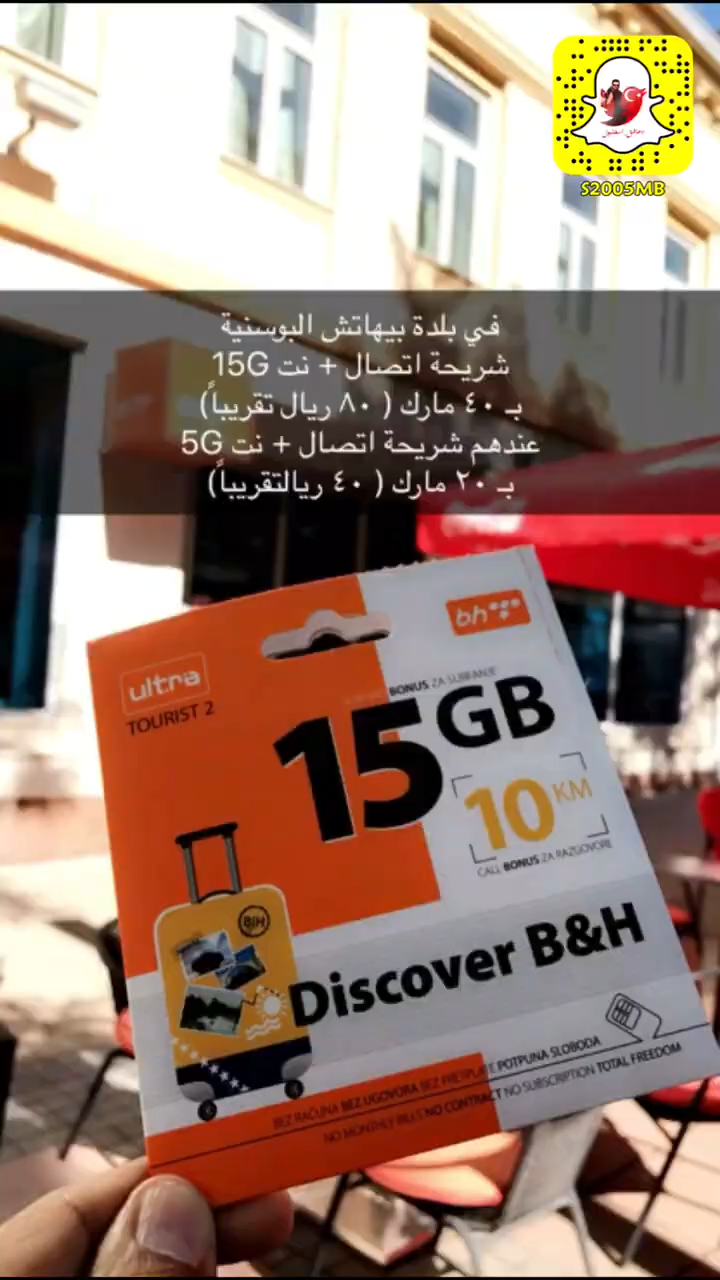 S2005MB
في بلدة بيهاتش البوسنية
شريحة اتصال + نت 15G
بـ ٤٠ مارك ( ٨٠ ريال تقريباً)
عندهم شريحة اتصال + نت 5G
بـ ٢٠ مارك ( ٤٠ ريالتقريباً)
bh
ultra
TOURIST 2
BONUS ZA SURFANJE
15GB
10 KM
CALL BONUS ZA RAZGOVORE
BIH
Discover B&H
BEZ RAČUNA BEZ UGOVORA BEZ PRETPLATE POTPUNA SLOBODA
NO MONTHLY BILLS NO CONTRACT NO SUBSCRIPTION TOTAL FREEDOM